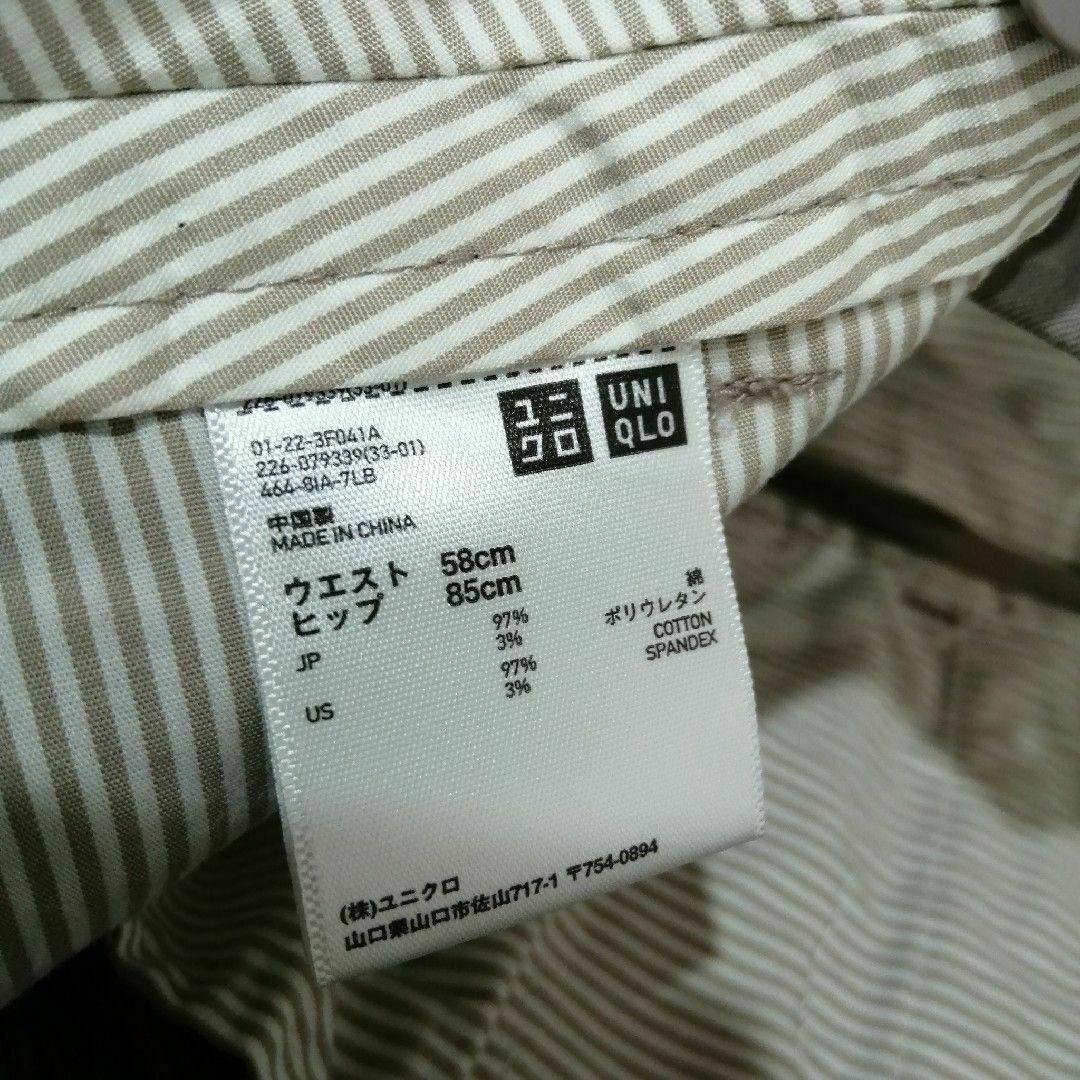 ユニ
クロ
UNI
QLO
01-22-3F041A
226-079339(33-01)
464-8IA-7LB
中国製
MADE IN CHINA
ウエスト 58cm
ヒップ 85cm
JP 97% 綿
3% ポリウレタン
US 97% COTTON
3% SPANDEX
(株)ユニクロ
山口県山口市佐山717-1 〒754-0894